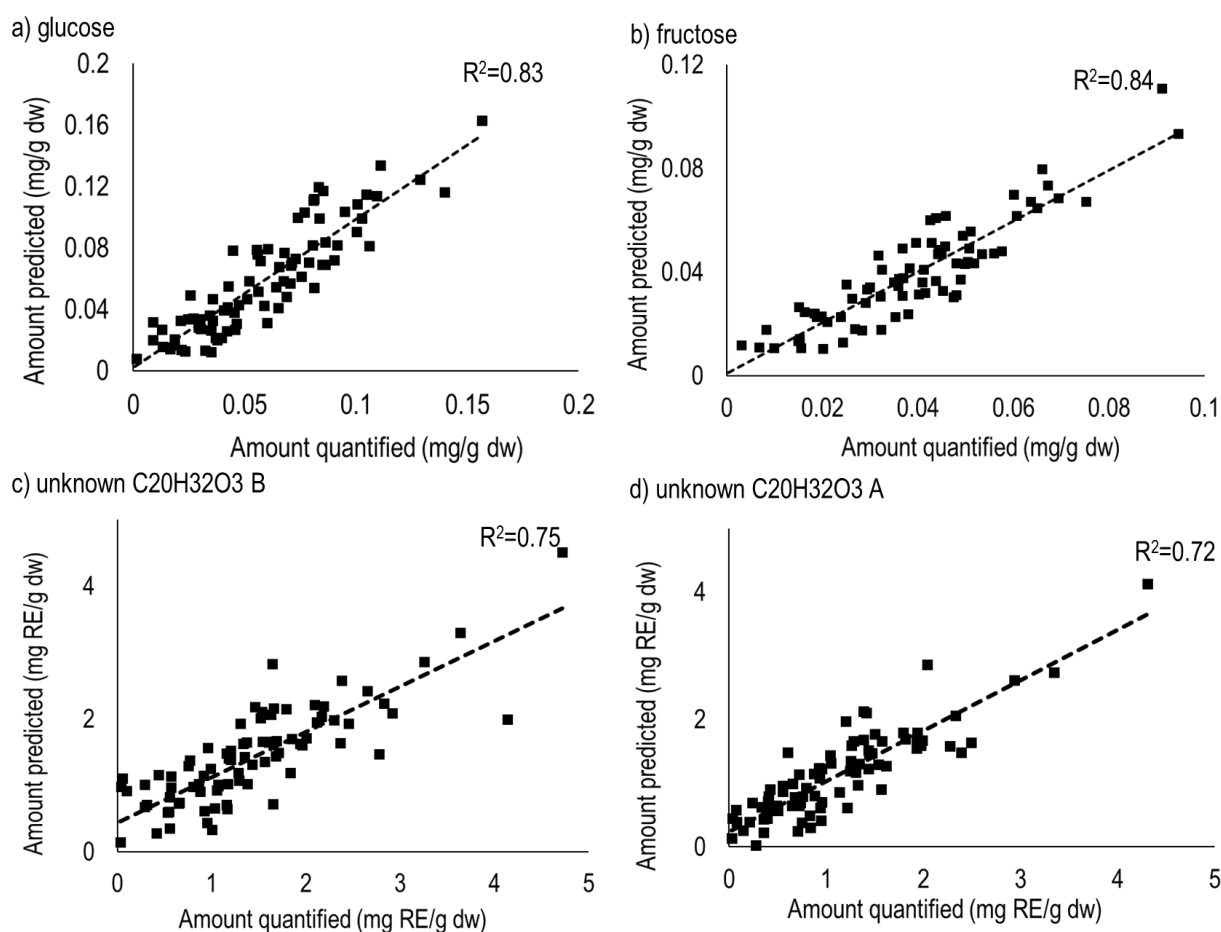 a) glucose
R²=0.83
Amount predicted (mg/g dw)
0.2
0.16
0.12
0.08
0.04
0
0
0.05
0.1
0.15
0.2
Amount quantified (mg/g dw)
b) fructose
R²=0.84
Amount predicted (mg/g dw)
0.12
0.08
0.04
0
0
0.02
0.04
0.06
0.08
0.1
Amount quantified (mg/g dw)
c) unknown C20H32O3 B
R²=0.75
Amount predicted (mg RE/g dw)
4
2
0
0
1
2
3
4
5
Amount quantified (mg RE/g dw)
d) unknown C20H32O3 A
R²=0.72
Amount predicted (mg RE/g dw)
4
2
0
0
1
2
3
4
5
Amount quantified (mg RE/g dw)